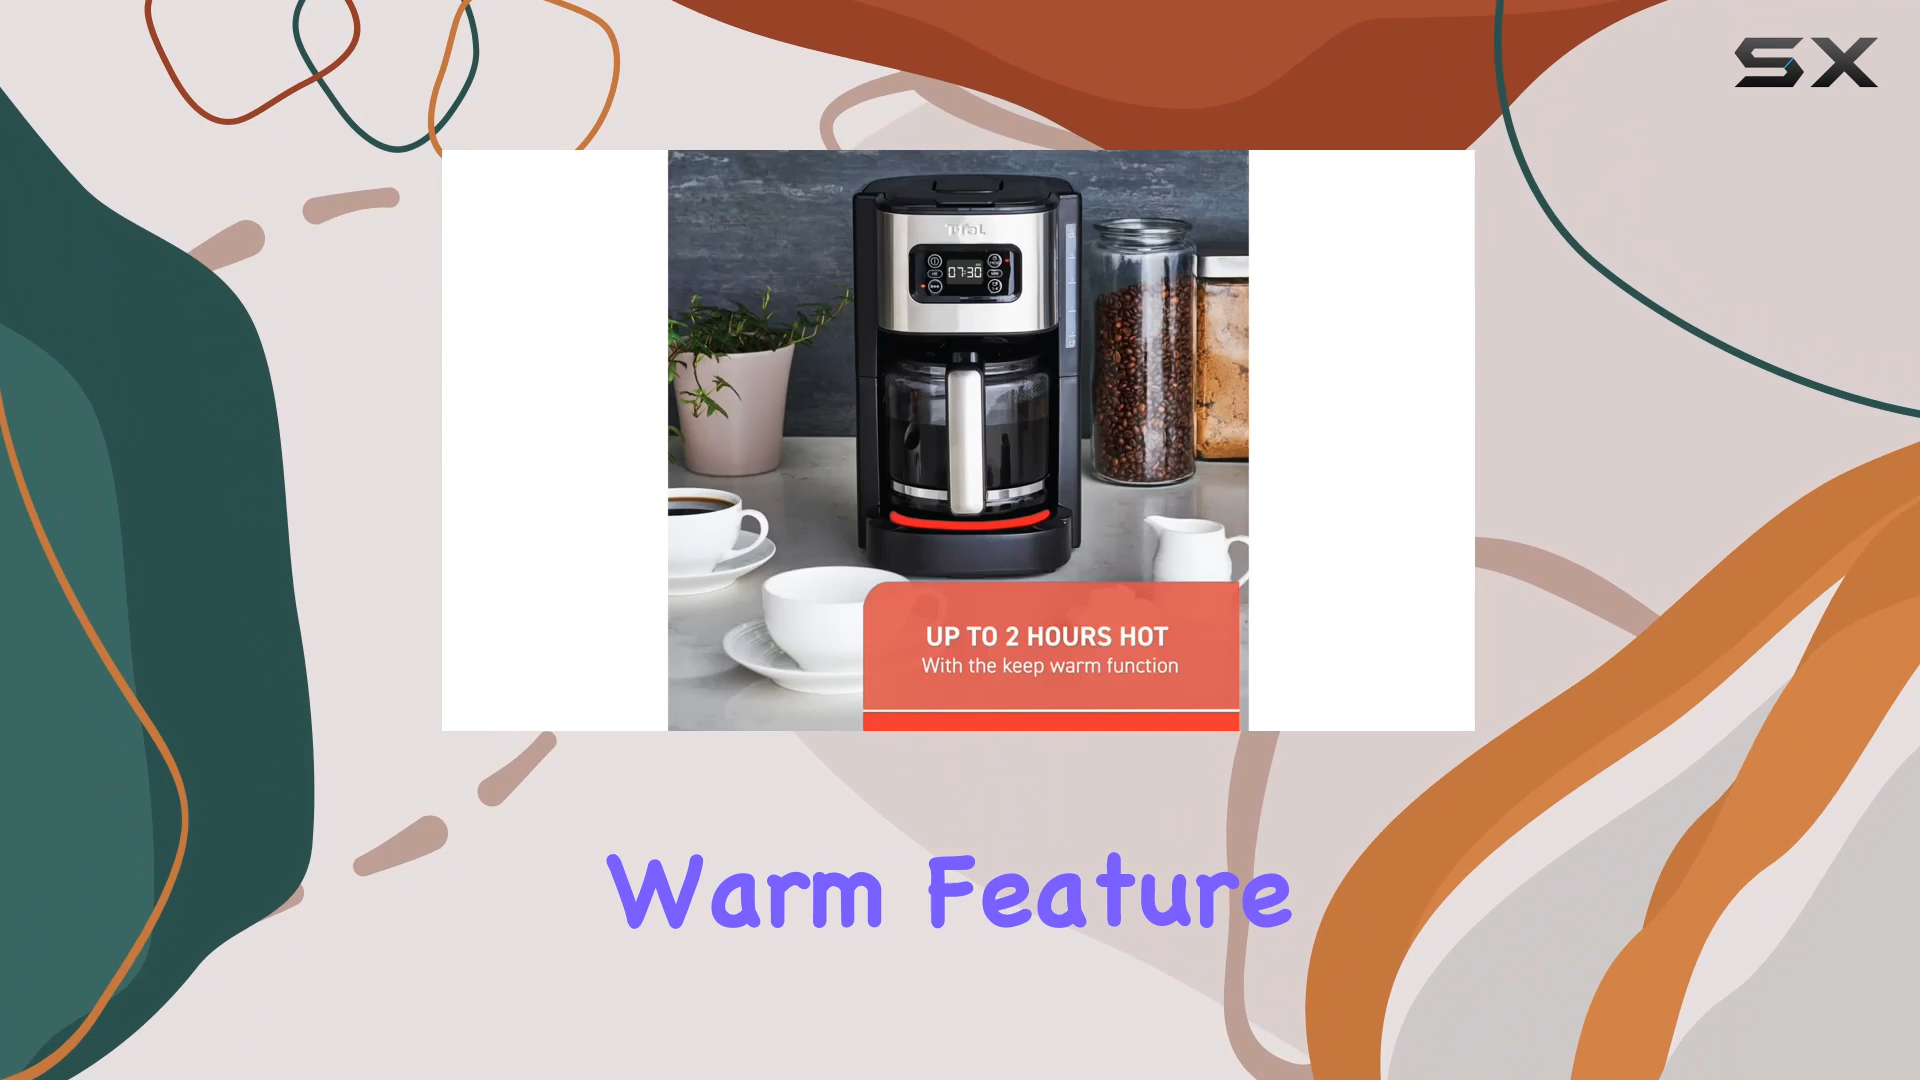 SX
T-fal
07:30
UP TO 2 HOURS HOT
With the keep warm function
Warm Feature